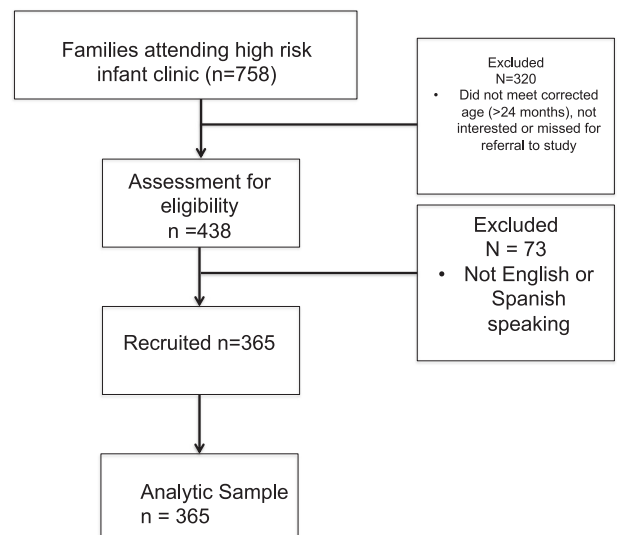 Families attending high risk
infant clinic (n=758)
Excluded
N=320
• Did not meet corrected
age (>24 months), not
interested or missed for
referral to study
Assessment for
eligibility
n =438
Excluded
N = 73
• Not English or
Spanish
speaking
Recruited n=365
Analytic Sample
n = 365